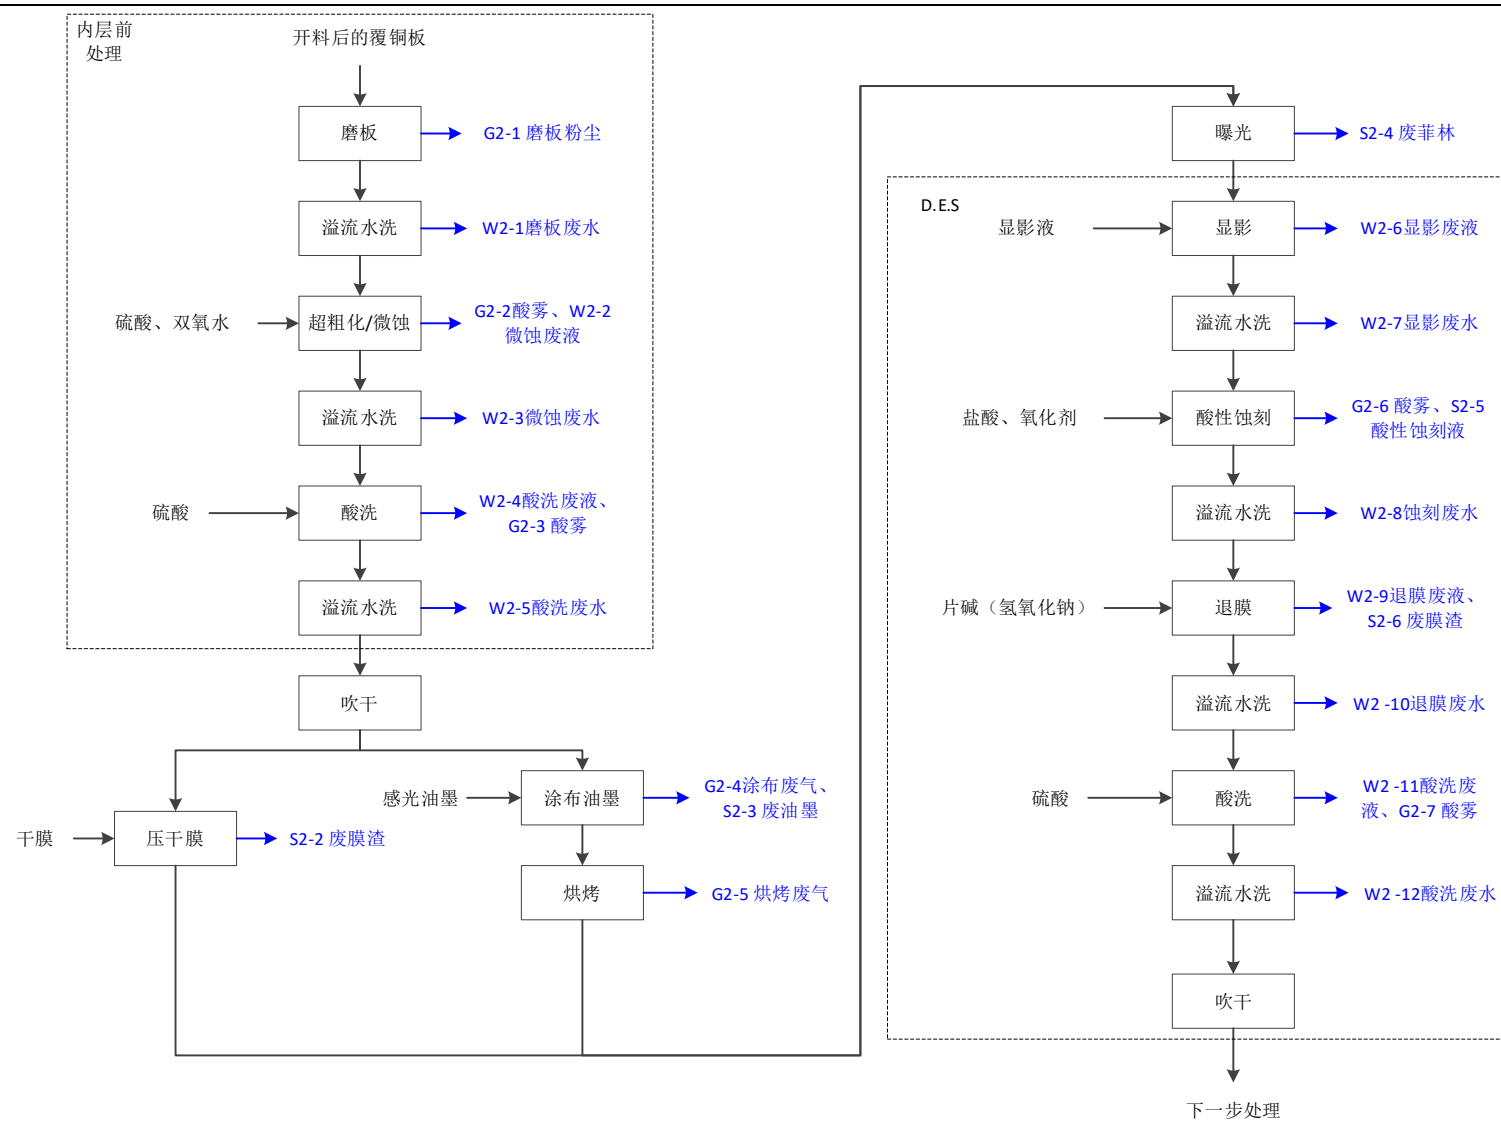 内层前
处理
开料后的覆铜板
磨板
G2-1 磨板粉尘
溢流水洗
W2-1磨板废水
硫酸、双氧水
超粗化/微蚀
G2-2酸雾、W2-2
微蚀废液
溢流水洗
W2-3微蚀废水
硫酸
酸洗
W2-4酸洗废液、
G2-3 酸雾
溢流水洗
W2-5酸洗废水
吹干
干膜
压干膜
S2-2 废膜渣
感光油墨
涂布油墨
G2-4涂布废气、
S2-3 废油墨
烘烤
G2-5 烘烤废气
曝光
S2-4 废菲林
D.E.S
显影液
显影
W2-6显影废液
溢流水洗
W2-7显影废水
盐酸、氧化剂
酸性蚀刻
G2-6 酸雾、S2-5
酸性蚀刻液
溢流水洗
W2-8蚀刻废水
片碱（氢氧化钠）
退膜
W2-9退膜废液、
S2-6 废膜渣
溢流水洗
W2 -10退膜废水
硫酸
酸洗
W2 -11酸洗废
液、G2-7 酸雾
溢流水洗
W2 -12酸洗废水
吹干
下一步处理